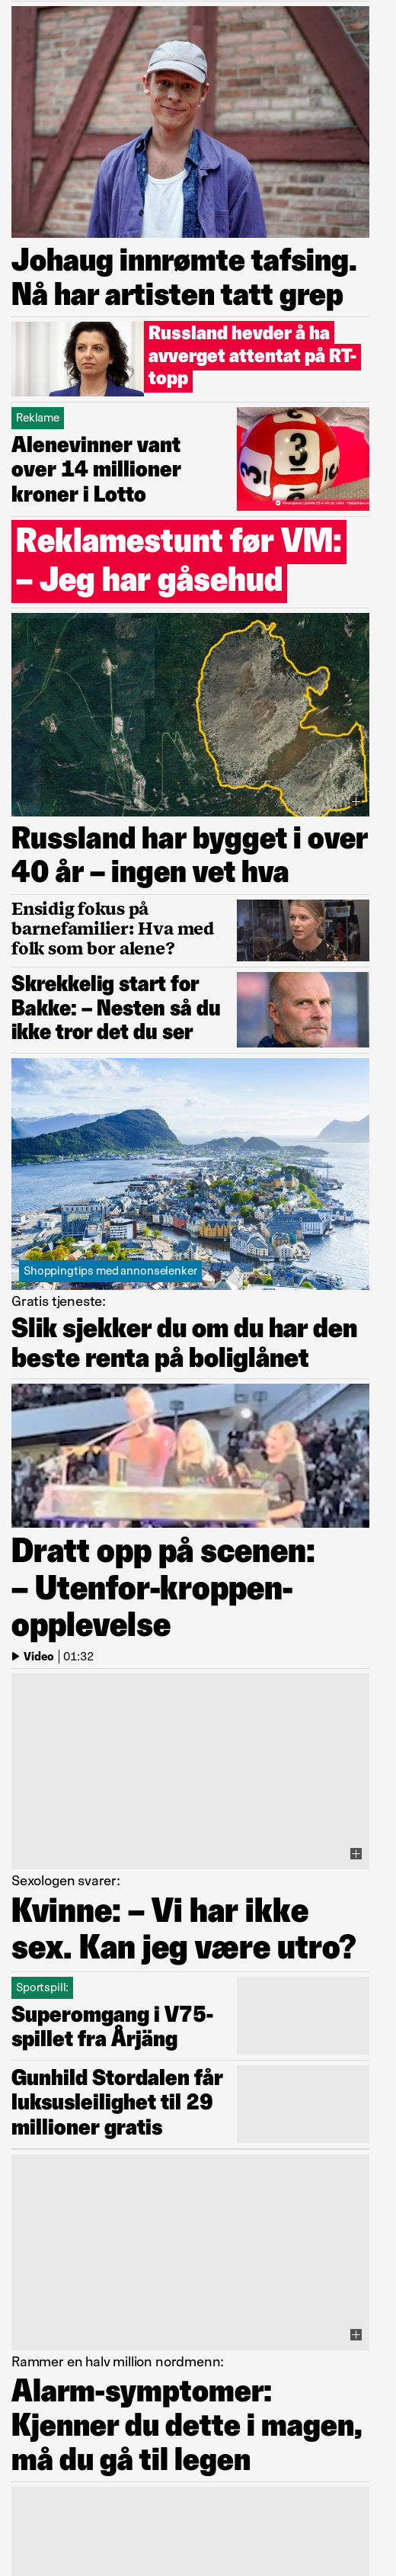 Johaug innrømte tafsing.
Nå har artisten tatt grep
Russland hevder å ha
avverget attentat på RT-
topp
Reklame
Alenevinner vant
over 14 millioner
kroner i Lotto
3
Reklamestunt før VM:
– Jeg har gåsehud
Russland har bygget i over
40 år – ingen vet hva
Ensidig fokus på
barnefamilier: Hva med
folk som bor alene?
Skrekkelig start for
Bakke: – Nesten så du
ikke tror det du ser
Shoppingtips med annonselenker
Gratis tjeneste:
Slik sjekker du om du har den
beste renta på boliglånet
Dratt opp på scenen:
– Utenfor-kroppen-
opplevelse
Video | 01:32
Sexologen svarer:
Kvinne: – Vi har ikke
sex. Kan jeg være utro?
Sportspill:
Superomgang i V75-
spillet fra Årjäng
Gunhild Stordalen får
luksusleilighet til 29
millioner gratis
Rammer en halv million nordmenn:
Alarm-symptomer:
Kjenner du dette i magen,
må du gå til legen